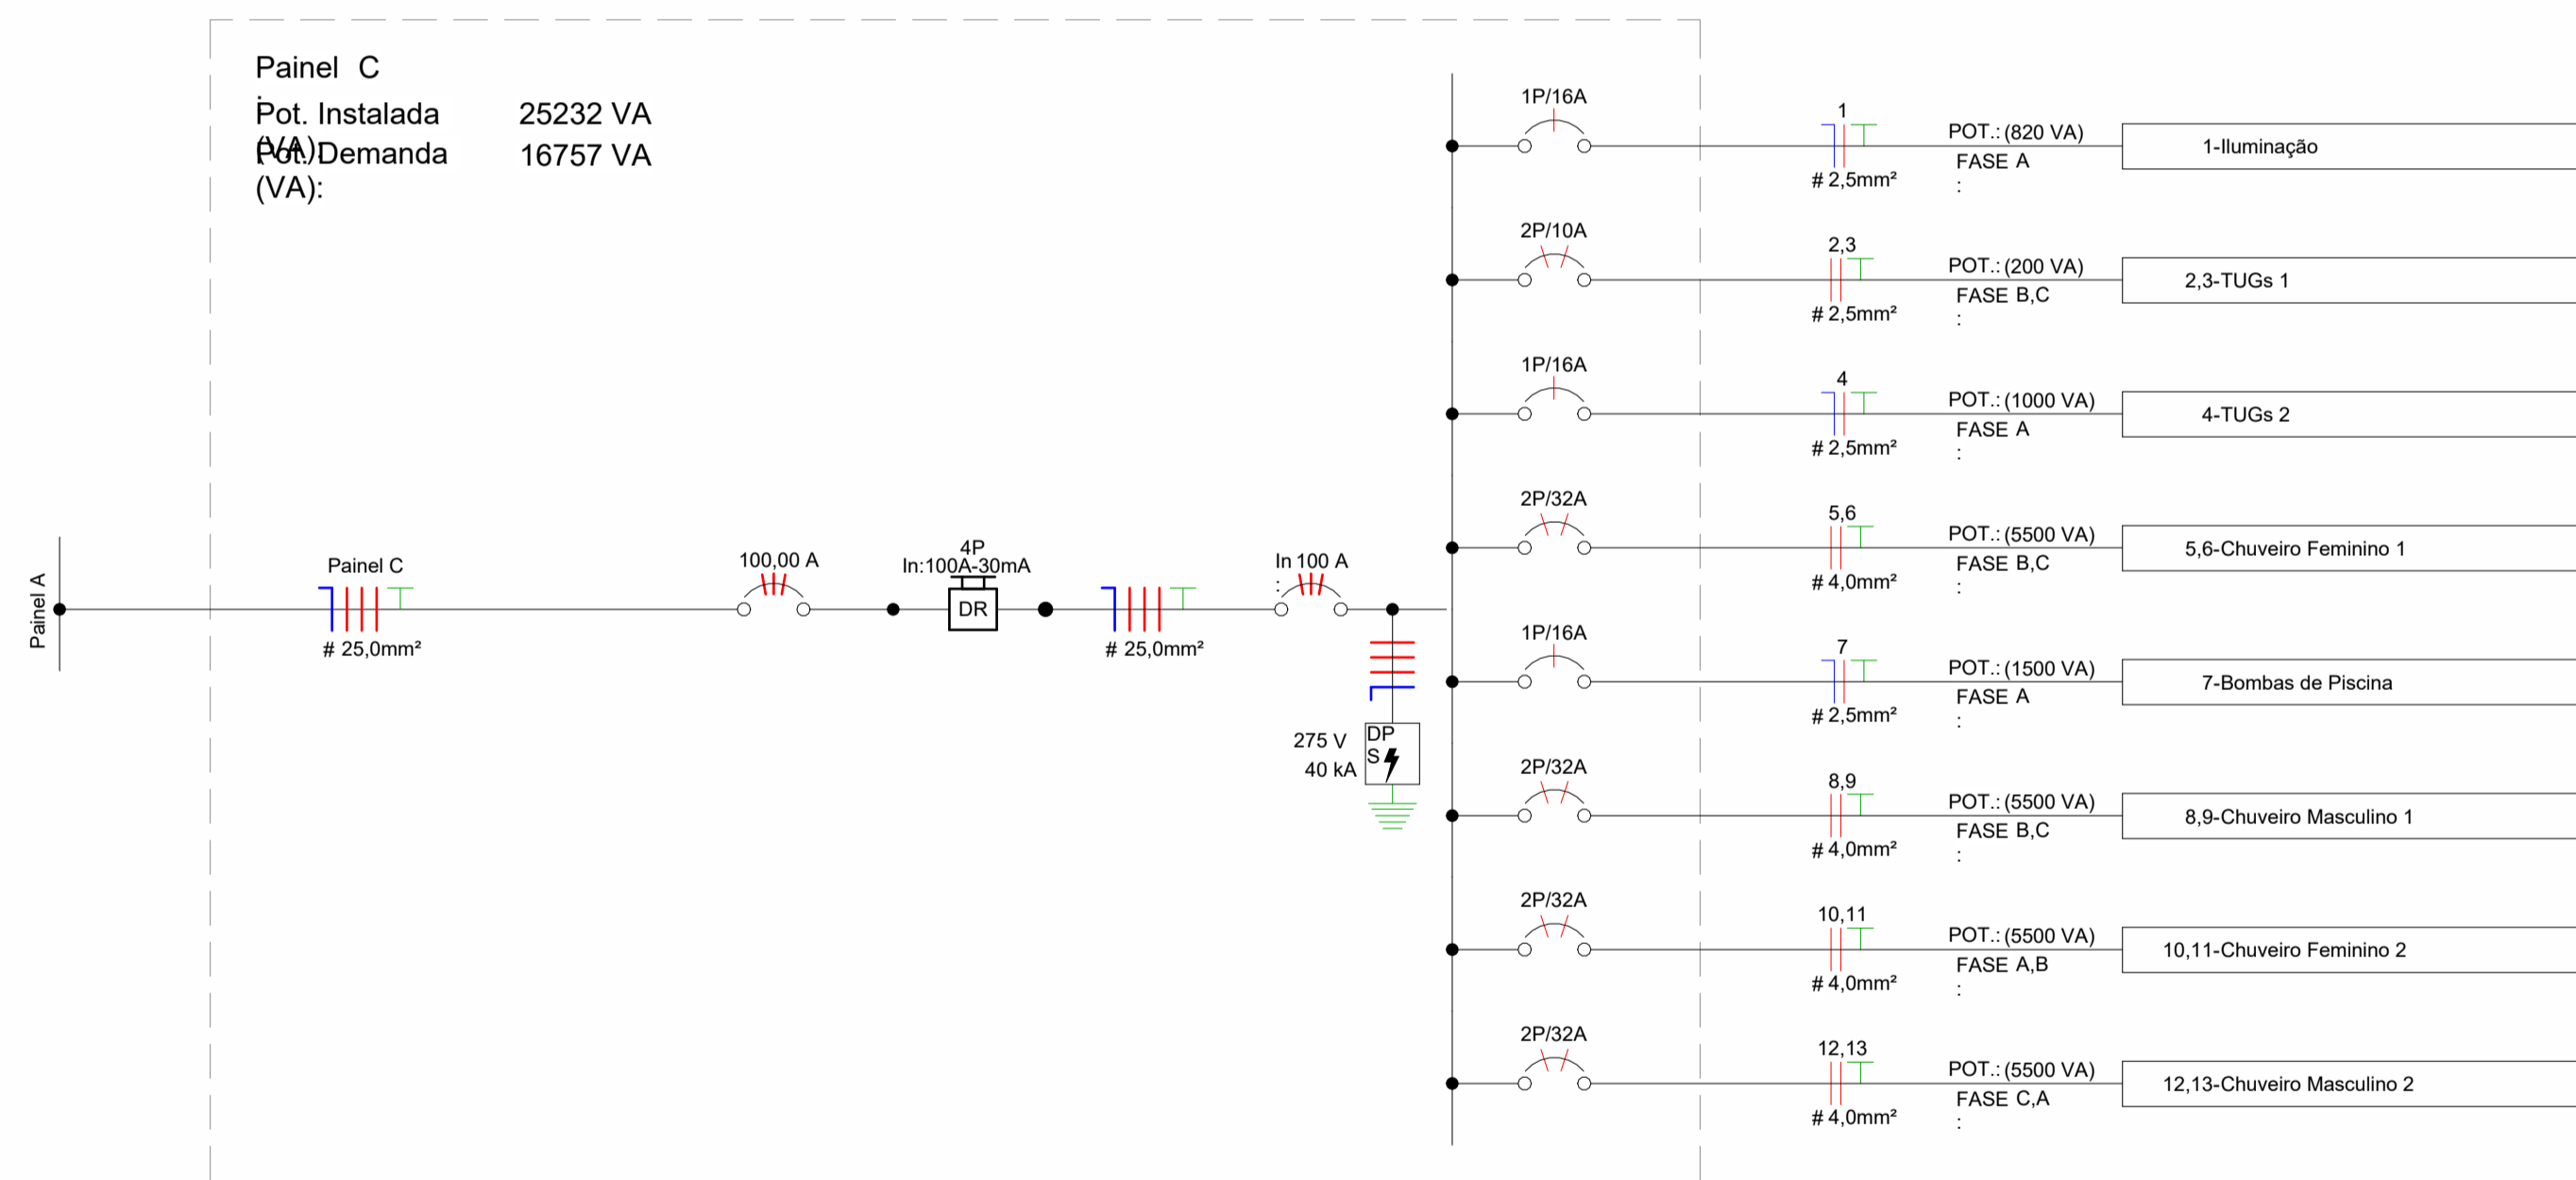 Painel C
:
Pot. Instalada 25232 VA
(VA):
Pot. Demanda 16757 VA
(VA):
Painel A
Painel C
# 25,0mm²
100,00 A
4P
In:100A-30mA
DR
# 25,0mm²
In 100 A
:
275 V
40 kA
DP
S
1P/16A
1
# 2,5mm²
POT.: (820 VA)
FASE A
:
1-Iluminação
2P/10A
2,3
# 2,5mm²
POT.: (200 VA)
FASE B,C
:
2,3-TUGs 1
1P/16A
4
# 2,5mm²
POT.: (1000 VA)
FASE A
:
4-TUGs 2
2P/32A
5,6
# 4,0mm²
POT.: (5500 VA)
FASE B,C
:
5,6-Chuveiro Feminino 1
1P/16A
7
# 2,5mm²
POT.: (1500 VA)
FASE A
:
7-Bombas de Piscina
2P/32A
8,9
# 4,0mm²
POT.: (5500 VA)
FASE B,C
:
8,9-Chuveiro Masculino 1
2P/32A
10,11
# 4,0mm²
POT.: (5500 VA)
FASE A,B
:
10,11-Chuveiro Feminino 2
2P/32A
12,13
# 4,0mm²
POT.: (5500 VA)
FASE C,A
:
12,13-Chuveiro Masculino 2